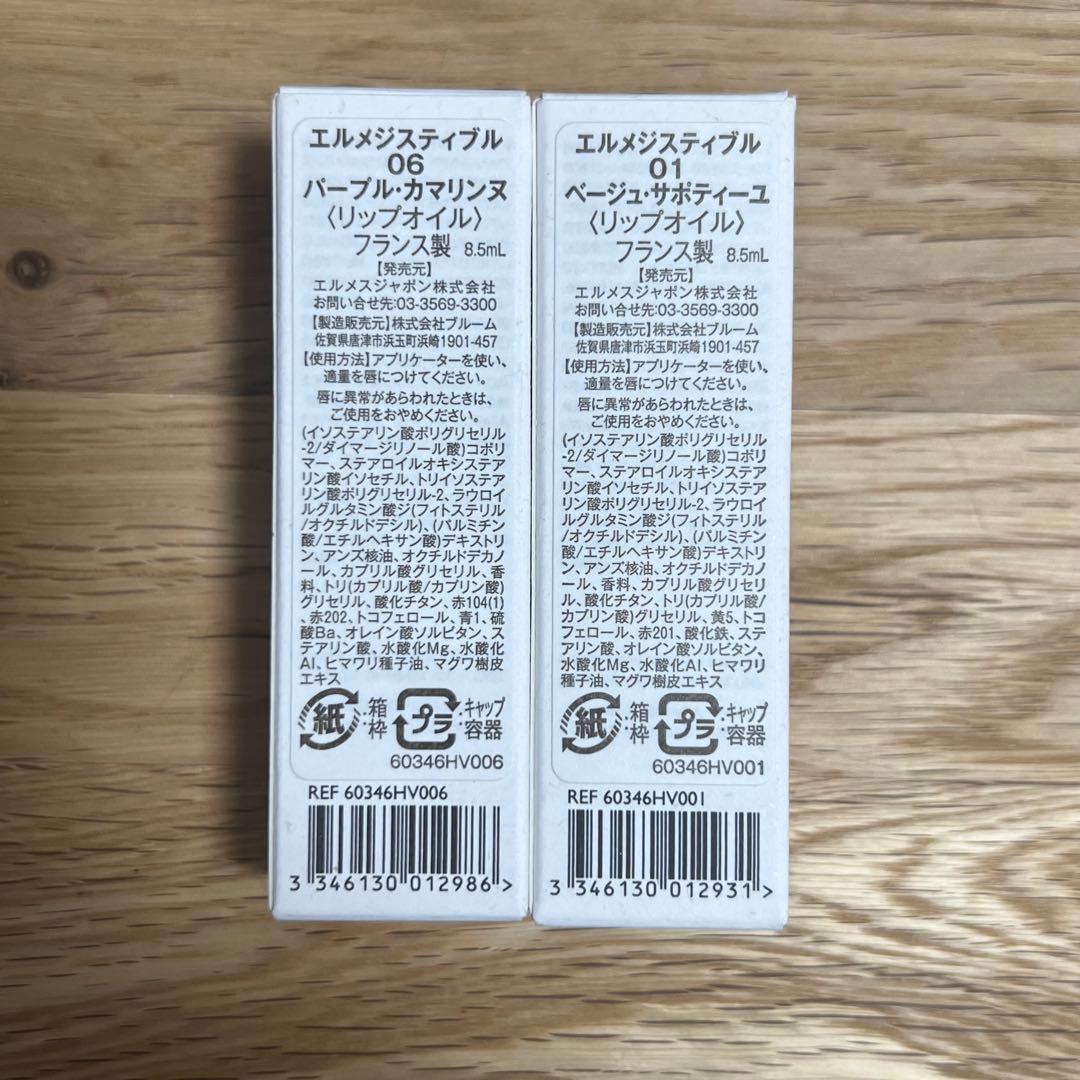 エルメジスティブル
06
パープル・カマリンヌ
〈リップオイル〉
フランス製 8.5mL
【発売元】
エルメスジャポン株式会社
お問い合せ先:03-3569-3300
【製造販売元】株式会社ブルーム
佐賀県唐津市浜玉町浜崎1901-457
【使用方法】アプリケーターを使い、
適量を唇につけてください。
唇に異常があらわれたときは、
ご使用をおやめください。
(イソステアリン酸ポリグリセリル
-2/ダイマージリノール酸)コポリ
マー、ステアロイルオキシステア
リン酸イソセチル、トリイソステア
リン酸ポリグリセリル-2、ラウロイ
ルグルタミン酸ジ(フィトステリル
/オクチルドデシル)、(パルミチン
酸/エチルヘキサン酸)デキストリ
ン、アンズ核油、オクチルドデカノ
ール、カプリル酸グリセリル、香
料、トリ(カプリル酸/カプリン酸)
グリセリル、酸化チタン、赤104(1)
、赤202、トコフェロール、青1、硫
酸Ba、オレイン酸ソルビタン、ス
テアリン酸、水酸化Mg、水酸化
Al、ヒマワリ種子油、マグワ樹皮
エキス
紙 :箱 枠 プラ :キャップ 容器
60346HV006
REF 60346HV006
3 346130 012986 >
エルメジスティブル
01
ベージュ・サポティーユ
〈リップオイル〉
フランス製 8.5mL
【発売元】
エルメスジャポン株式会社
お問い合せ先:03-3569-3300
【製造販売元】株式会社ブルーム
佐賀県唐津市浜玉町浜崎1901-457
【使用方法】アプリケーターを使い、
適量を唇につけてください。
唇に異常があらわれたときは、
ご使用をおやめください。
(イソステアリン酸ポリグリセリル
-2/ダイマージリノール酸)コポリ
マー、ステアロイルオキシステア
リン酸イソセチル、トリイソステア
リン酸ポリグリセリル-2、ラウロイ
ルグルタミン酸ジ(フィトステリル
/オクチルドデシル)、(パルミチン
酸/エチルヘキサン酸)デキストリ
ン、アンズ核油、オクチルドデカノ
ール、香料、カプリル酸グリセリ
ル、酸化チタン、トリ(カプリル酸/
カプリン酸)グリセリル、黄5、トコ
フェロール、赤201、酸化鉄、ステ
アリン酸、オレイン酸ソルビタン、
水酸化Mg、水酸化Al、ヒマワリ
種子油、マグワ樹皮エキス
紙 :箱 枠 プラ :キャップ 容器
60346HV001
REF 60346HV001
3 346130 012931 >